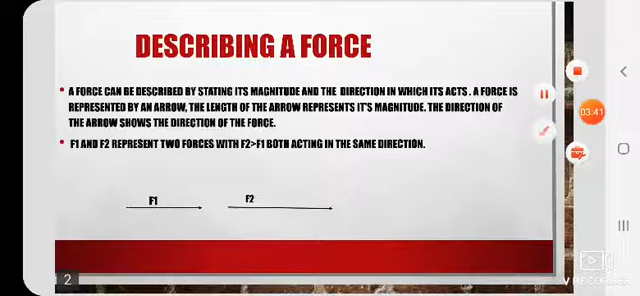 DESCRIBING A FORCE
• A FORCE CAN BE DESCRIBED BY STATING ITS MAGNITUDE AND THE DIRECTION IN WHICH ITS ACTS. A FORCE IS
REPRESENTED BY AN ARROW, THE LENGTH OF THE ARROW REPRESENTS IT'S MAGNITUDE. THE DIRECTION OF
THE ARROW SHOWS THE DIRECTION OF THE FORCE.
• F1 AND F2 REPRESENT TWO FORCES WITH F2>F1 BOTH ACTING IN THE SAME DIRECTION.
F1 F2
2
03:41
V RECORDER